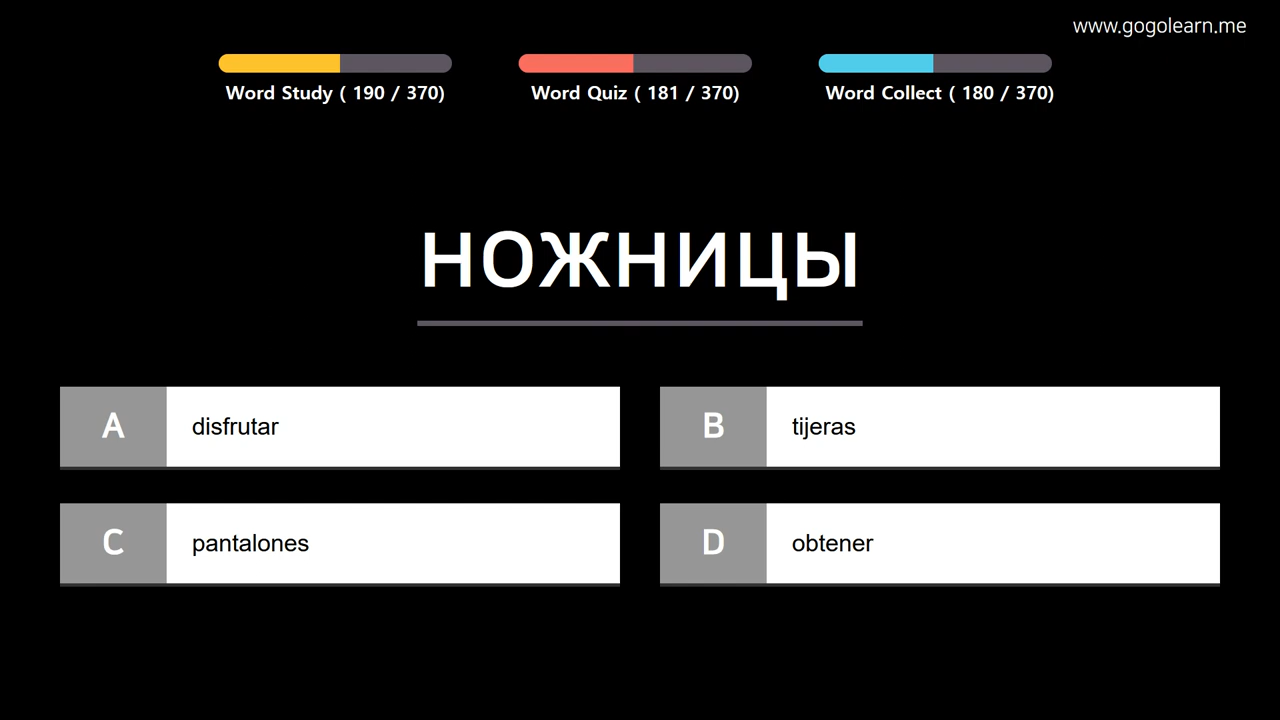 www.gogolearn.me
Word Study ( 190 / 370)
Word Quiz ( 181 / 370)
Word Collect ( 180 / 370)
ножницы
A disfrutar
B tijeras
C pantalones
D obtener